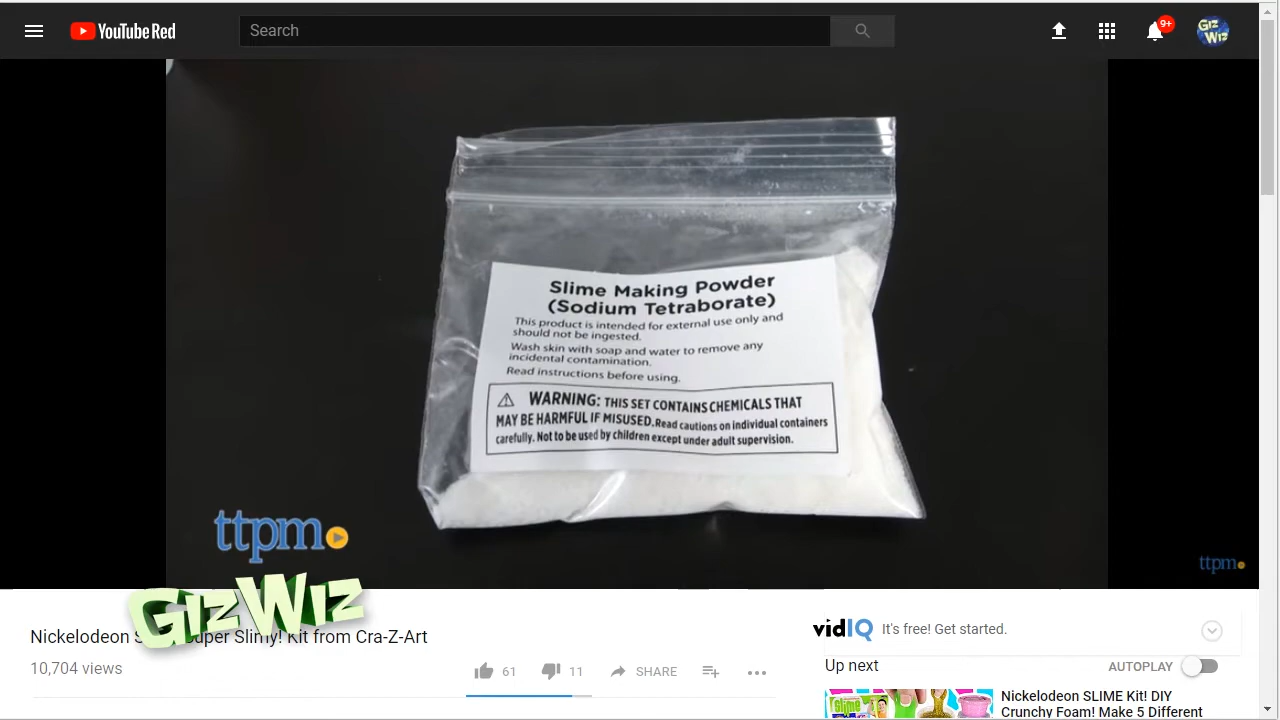 YouTube Red
Search
9+
GIZ
WIZ
Slime Making Powder
(Sodium Tetraborate)
This product is intended for external use only and
should not be ingested.
Wash skin with soap and water to remove any
incidental contamination.
Read instructions before using.
WARNING: THIS SET CONTAINS CHEMICALS THAT
MAY BE HARMFUL IF MISUSED. Read cautions on individual containers
carefully. Not to be used by children except under adult supervision.
ttpm
ttpm
GIZWIZ
Nickelodeon S Super Slimy! Kit from Cra-Z-Art
10,704 views
61
11
SHARE
vidIQ It's free! Get started.
Up next
AUTOPLAY
Nickelodeon SLIME Kit! DIY
Crunchy Foam! Make 5 Different